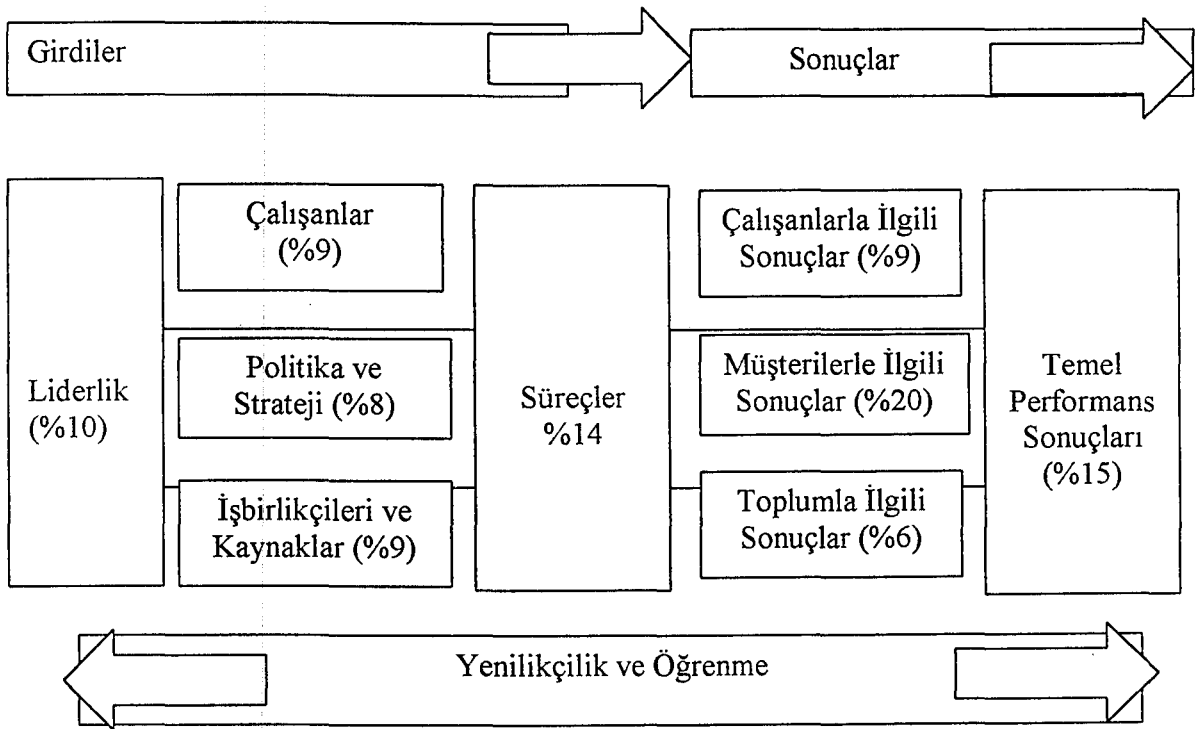 Girdiler
Sonuçlar
Liderlik
(%10)
Çalışanlar
(%9)
Politika ve
Strateji (%8)
İşbirlikçileri ve
Kaynaklar (%9)
Süreçler
%14
Çalışanlarla İlgili
Sonuçlar (%9)
Müşterilerle İlgili
Sonuçlar (%20)
Toplumla İlgili
Sonuçlar (%6)
Temel
Performans
Sonuçları
(%15)
Yenilikçilik ve Öğrenme